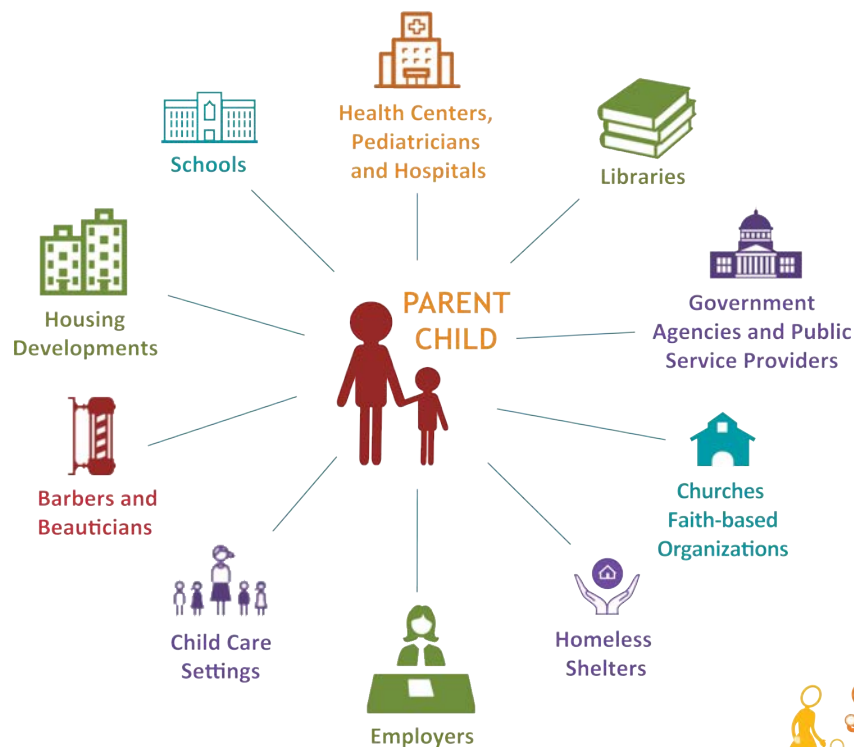 Health Centers,
Pediatricians
and Hospitals
Schools
Libraries
Government
Agencies and Public
Service Providers
PARENT
CHILD
Housing
Developments
Churches
Faith-based
Organizations
Barbers and
Beauticians
Homeless
Shelters
Child Care
Settings
Employers